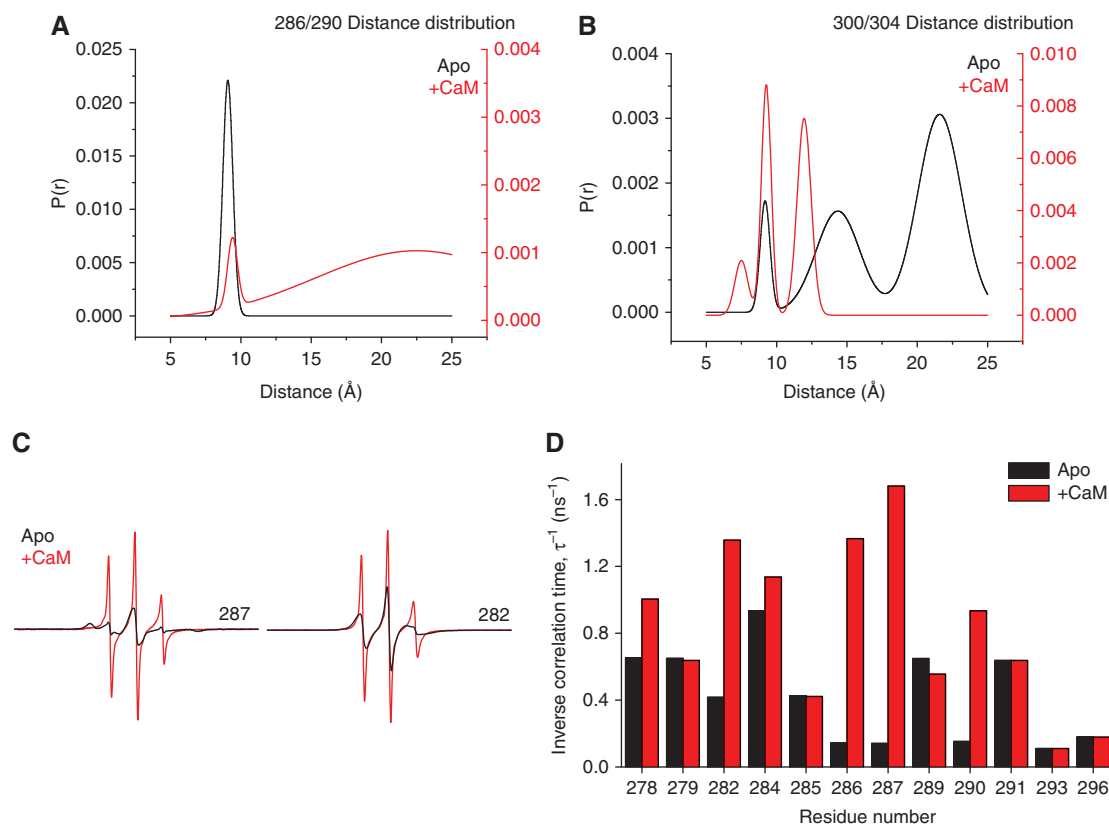 A
286/290 Distance distribution
Apo
+CaM
P(r)
0.025
0.020
0.015
0.010
0.005
0.000
0.004
0.003
0.002
0.001
0.000
5 10 15 20 25
Distance (Å)
B
300/304 Distance distribution
Apo
+CaM
P(r)
0.004
0.003
0.002
0.001
0.000
0.010
0.008
0.006
0.004
0.002
0.000
5 10 15 20 25
Distance (Å)
C
Apo
+CaM
287
282
D
Apo
+CaM
Inverse correlation time, τ⁻¹ (ns⁻¹)
1.6
1.2
0.8
0.4
0.0
278 279 282 284 285 286 287 289 290 291 293 296
Residue number